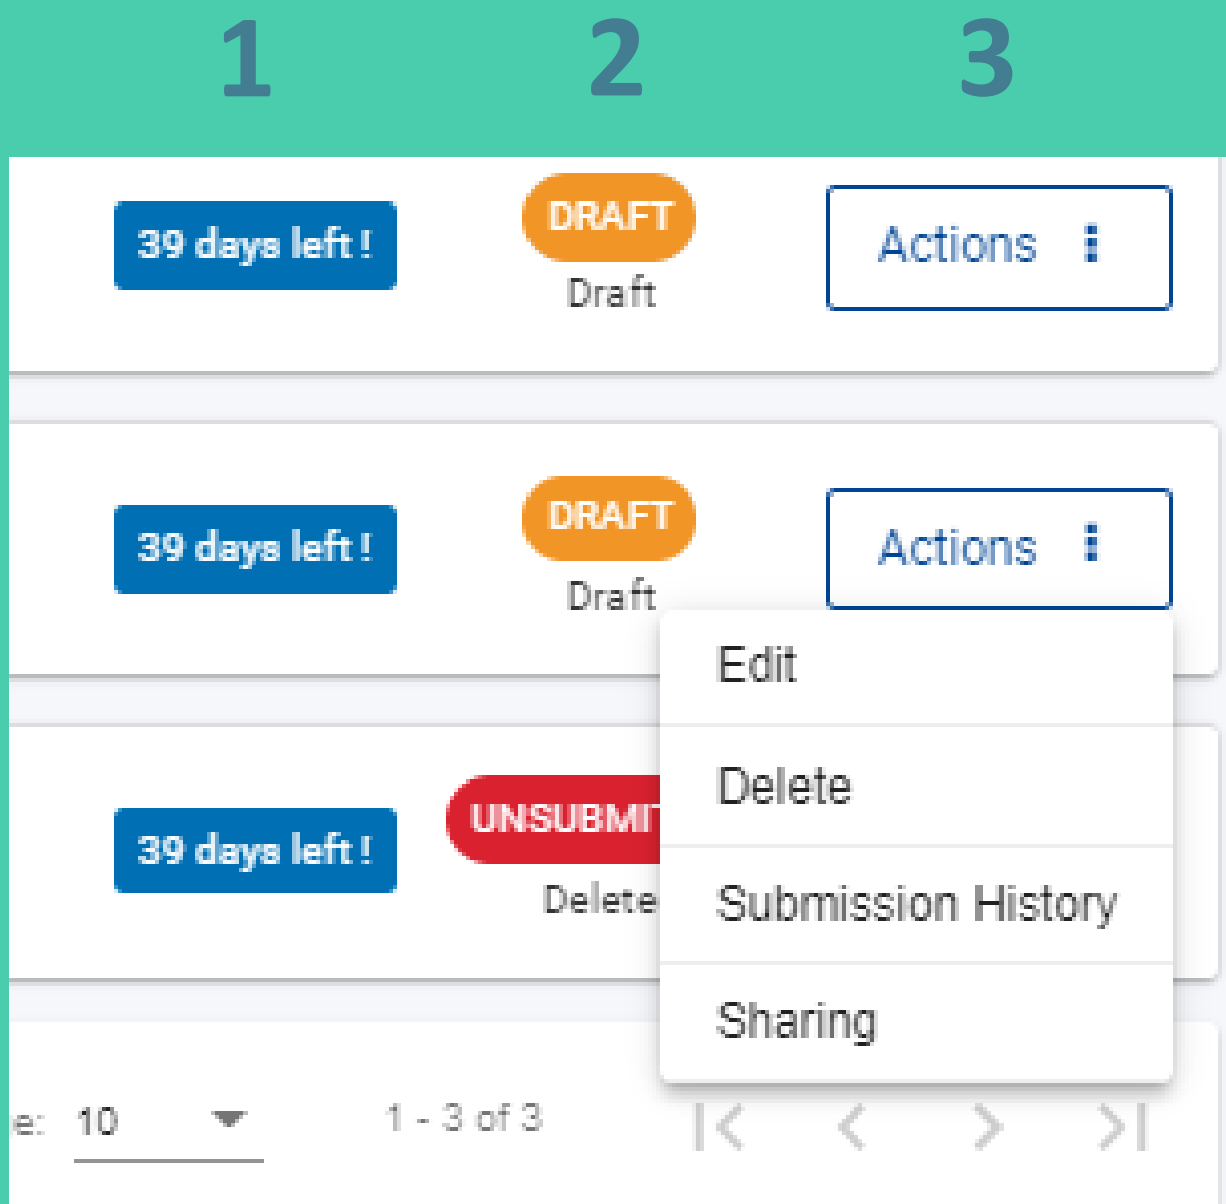 1 2 3
39 days left !
DRAFT
Draft
Actions
39 days left !
DRAFT
Draft
Actions
Edit
Delete
Submission History
Sharing
39 days left !
UNSUBMIT
Delete
e: 10
1 - 3 of 3